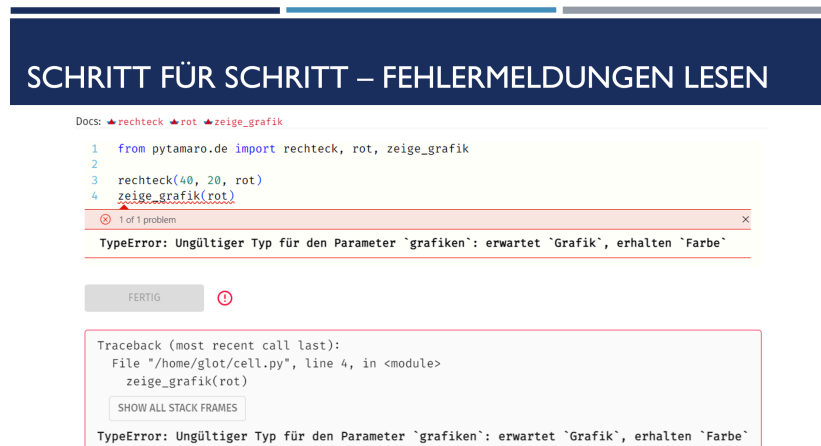 SCHRITT FÜR SCHRITT – FEHLERMELDUNGEN LESEN
Docs: rechteck rot zeige_grafik
1 from pytamaro.de import rechteck, rot, zeige_grafik
2
3 rechteck(40, 20, rot)
4 zeige_grafik(rot)
1 of 1 problem
TypeError: Ungültiger Typ für den Parameter `grafiken`: erwartet `Grafik`, erhalten `Farbe`
FERTIG
Traceback (most recent call last):
File "/home/glot/cell.py", line 4, in <module>
zeige_grafik(rot)
SHOW ALL STACK FRAMES
TypeError: Ungültiger Typ für den Parameter `grafiken`: erwartet `Grafik`, erhalten `Farbe`